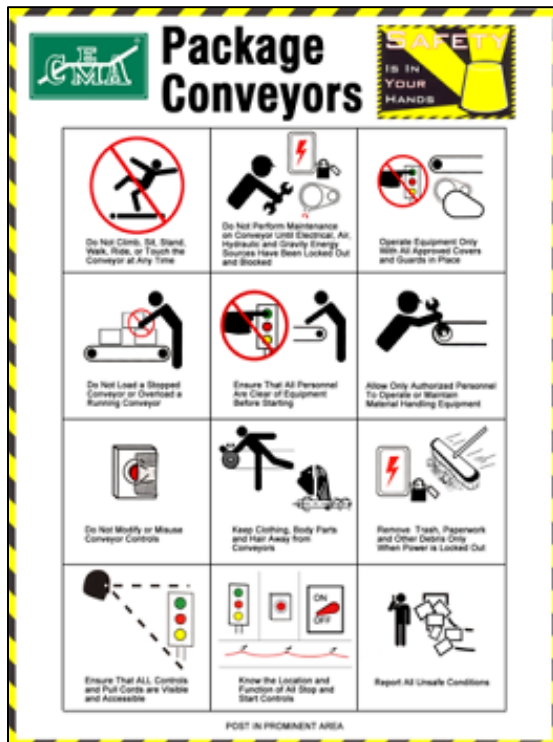 CEMA
Package
Conveyors
SAFETY
IS IN
YOUR
HANDS
Do Not Climb, Sit, Stand,
Walk, Ride, or Touch the
Conveyor at Any Time
Do Not Perform Maintenance
on Conveyor Until Electrical, Air,
Hydraulic and Gravity Energy
Sources Have Been Locked Out
and Blocked
Operate Equipment Only
With All Approved Covers
and Guards in Place
Do Not Load a Stopped
Conveyor or Overload a
Running Conveyor
Ensure That All Personnel
Are Clear of Equipment
Before Starting
Allow Only Authorized Personnel
To Operate or Maintain
Material Handling Equipment
Do Not Modify or Misuse
Conveyor Controls
Keep Clothing, Body Parts
and Hair Away from
Conveyors
Remove Trash, Paperwork
and Other Debris Only
When Power is Locked Out
Ensure That ALL Controls
and Pull Cords are Visible
and Accessible
ON
OFF
Know the Location and
Function of All Stop and
Start Controls
Report All Unsafe Conditions
POST IN PROMINENT AREA